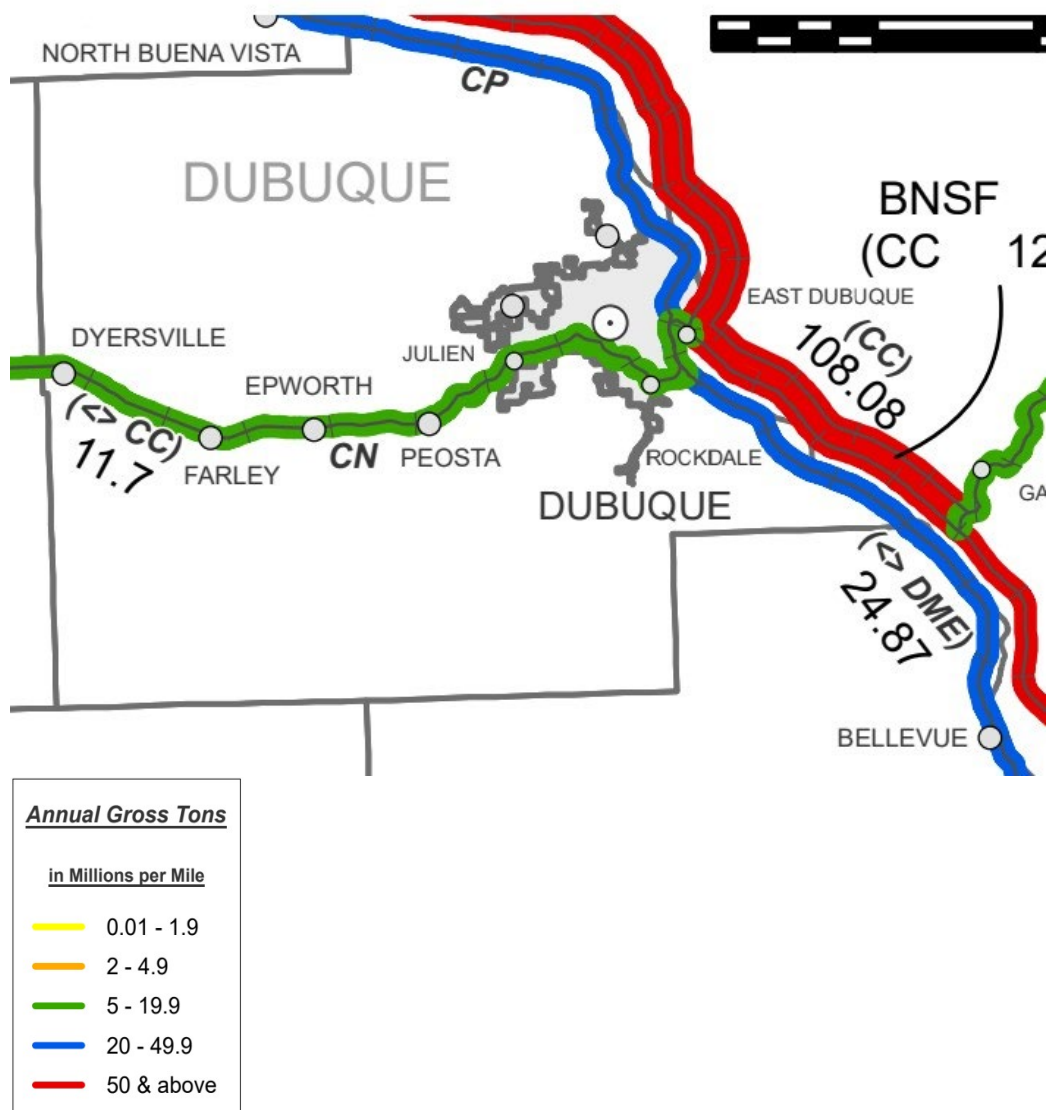 NORTH BUENA VISTA
CP
DUBUQUE
BNSF
(CC 12
EAST DUBUQUE
DYERSVILLE
JULIEN
(CC)
108.08
EPWORTH
(<> CC)
11.7
CN
PEOSTA
FARLEY
ROCKDALE
GA
DUBUQUE
(<> DME)
24.87
BELLEVUE
Annual Gross Tons
in Millions per Mile
0.01 - 1.9
2 - 4.9
5 - 19.9
20 - 49.9
50 & above